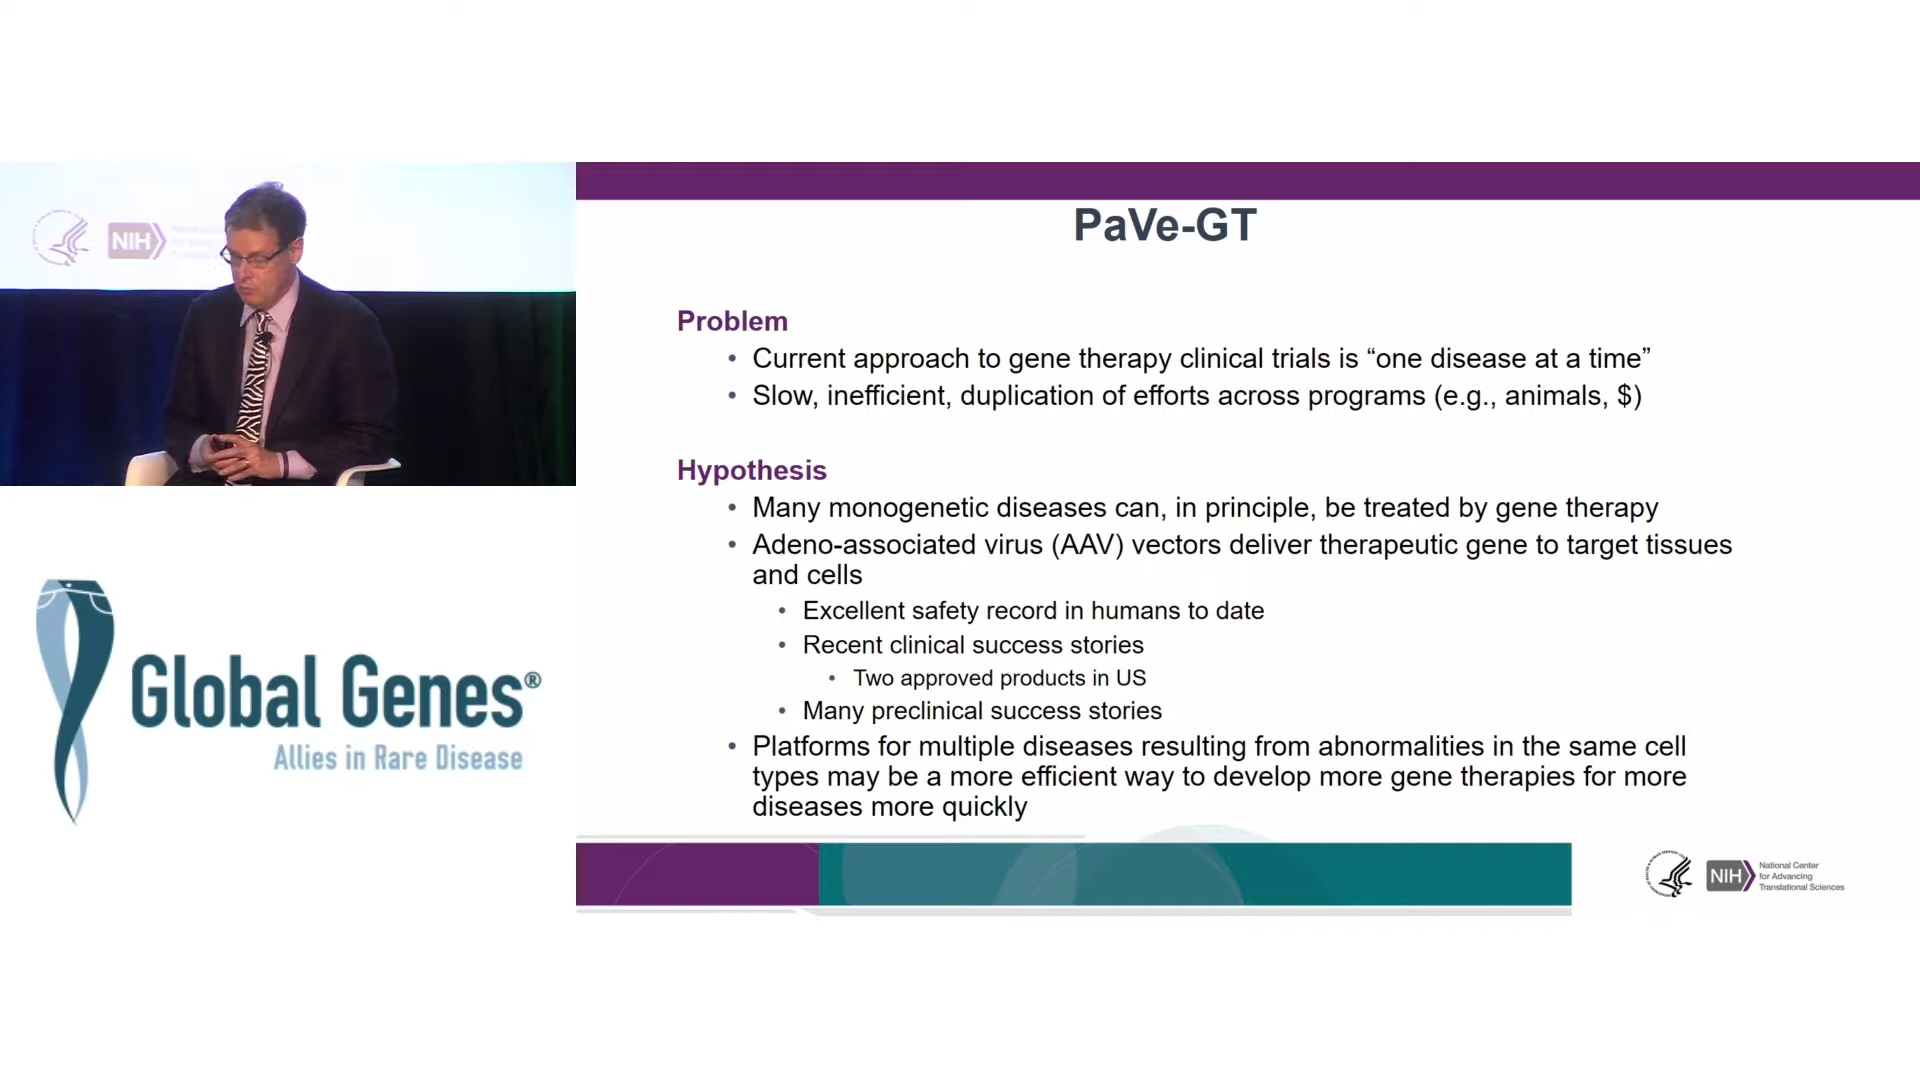 NIH
PaVe-GT
Problem
• Current approach to gene therapy clinical trials is “one disease at a time”
• Slow, inefficient, duplication of efforts across programs (e.g., animals, $)
Hypothesis
• Many monogenetic diseases can, in principle, be treated by gene therapy
• Adeno-associated virus (AAV) vectors deliver therapeutic gene to target tissues
and cells
• Excellent safety record in humans to date
• Recent clinical success stories
• Two approved products in US
• Many preclinical success stories
• Platforms for multiple diseases resulting from abnormalities in the same cell
types may be a more efficient way to develop more gene therapies for more
diseases more quickly
Global Genes®
Allies in Rare Disease
NIH
National Center
for Advancing
Translational Sciences